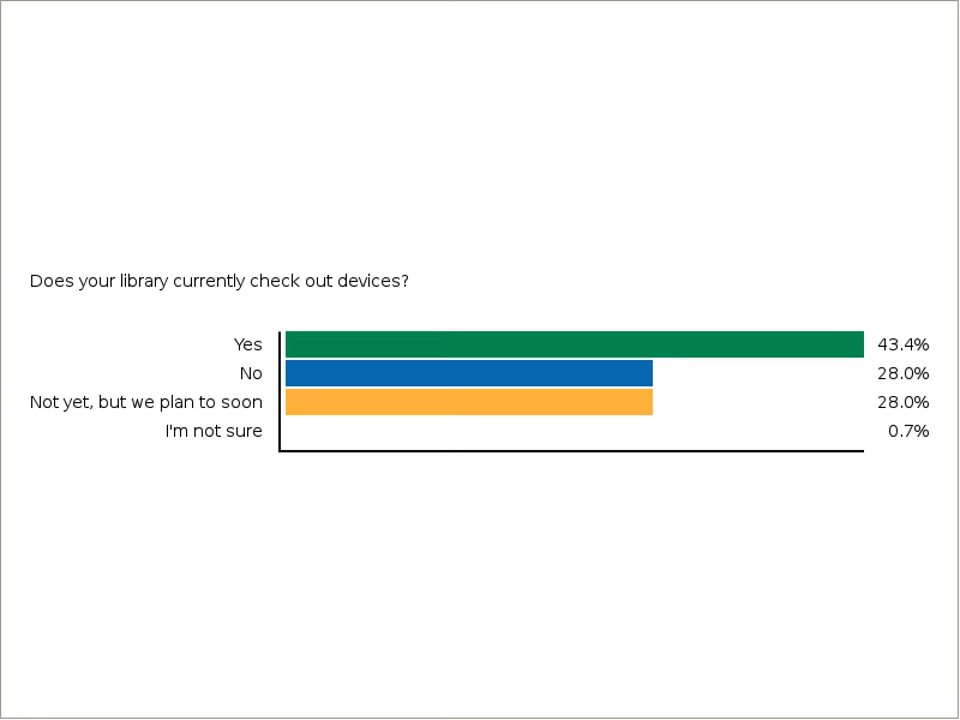 Does your library currently check out devices?
Yes 43.4%
No 28.0%
Not yet, but we plan to soon 28.0%
I'm not sure 0.7%